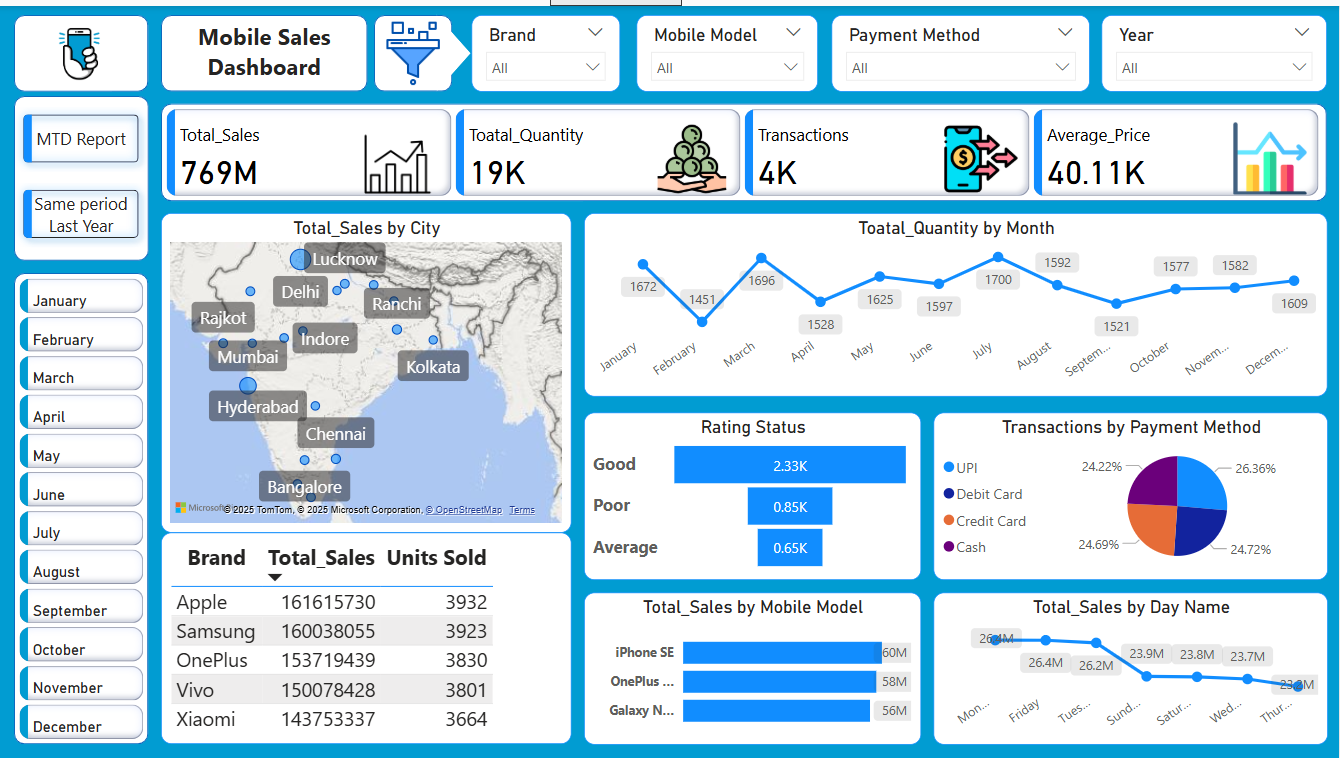 Mobile Sales
Dashboard
Brand
All
Mobile Model
All
Payment Method
All
Year
All
MTD Report
Same period
Last Year
Total_Sales
769M
Toatal_Quantity
19K
Transactions
4K
Average_Price
40.11K
January
February
March
April
May
June
July
August
September
October
November
December
Total_Sales by City
Lucknow
Delhi
Ranchi
Rajkot
Indore
Mumbai
Kolkata
Hyderabad
Chennai
Bangalore
Microsoft
© 2025 TomTom, © 2025 Microsoft Corporation, © OpenStreetMap Terms
Toatal_Quantity by Month
1672
1451
1696
1528
1625
1597
1700
1592
1521
1577
1582
1609
January
February
March
April
May
June
July
August
Septem...
October
Novem...
Decem...
Rating Status
Good 2.33K
Poor 0.85K
Average 0.65K
Transactions by Payment Method
UPI
Debit Card
Credit Card
Cash
24.22%
26.36%
24.69%
24.72%
Brand Total_Sales Units Sold
Apple 161615730 3932
Samsung 160038055 3923
OnePlus 153719439 3830
Vivo 150078428 3801
Xiaomi 143753337 3664
Total_Sales by Mobile Model
iPhone SE 60M
OnePlus ... 58M
Galaxy N... 56M
Total_Sales by Day Name
26.4M
26.4M
26.2M
23.9M
23.8M
23.7M
Mon...
Friday
Tues...
Sund...
Satur...
Wed...
Thur...